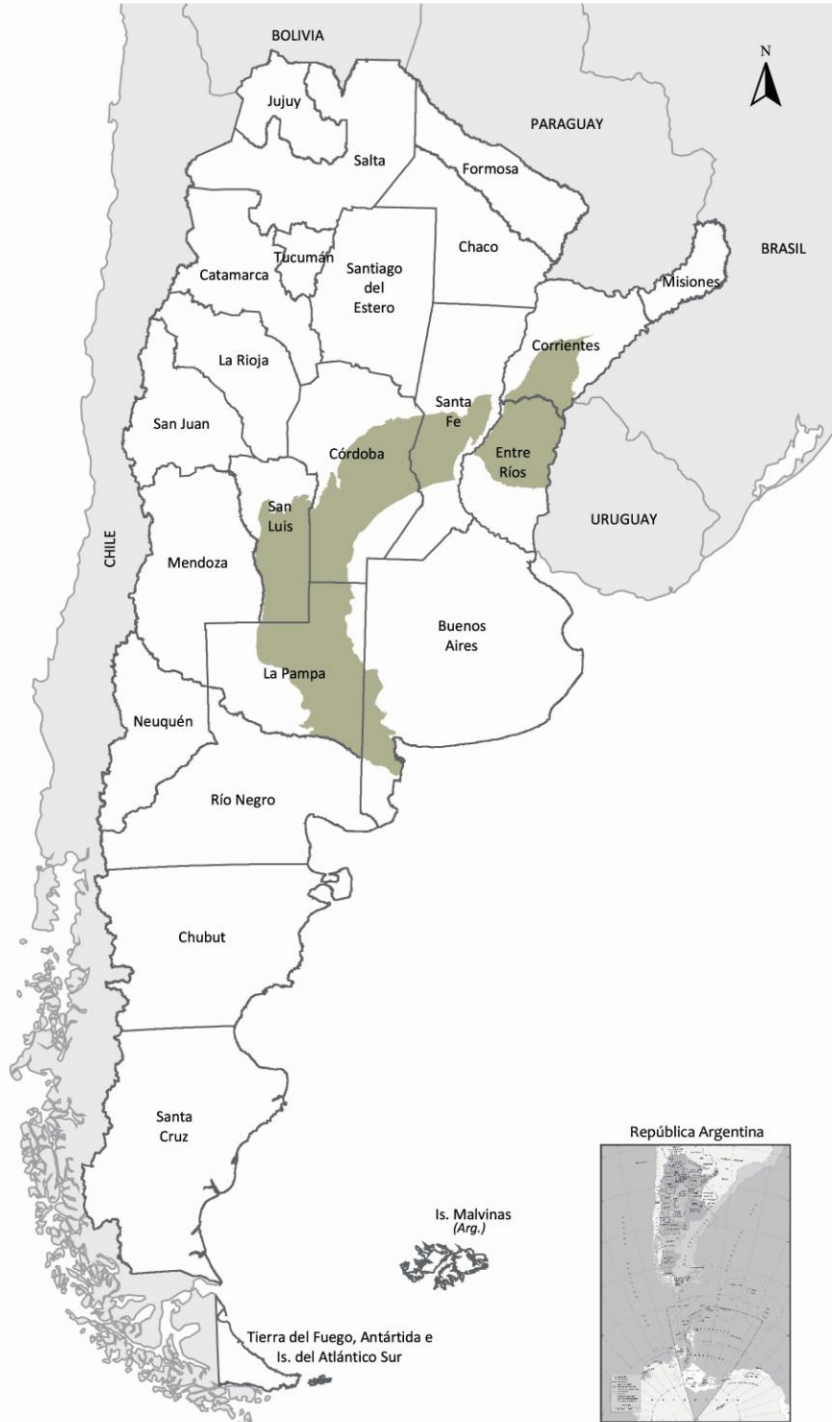 BOLIVIA
N
Jujuy
PARAGUAY
Salta
Formosa
Chaco
BRASIL
Tucumán
Catamarca
Santiago
del
Estero
Misiones
Corrientes
La Rioja
Santa
Fe
San Juan
Córdoba
Entre
Ríos
San
Luis
URUGUAY
CHILE
Mendoza
Buenos
Aires
La Pampa
Neuquén
Río Negro
Chubut
Santa
Cruz
República Argentina
Is. Malvinas
(Arg.)
Tierra del Fuego, Antártida e
Is. del Atlántico Sur